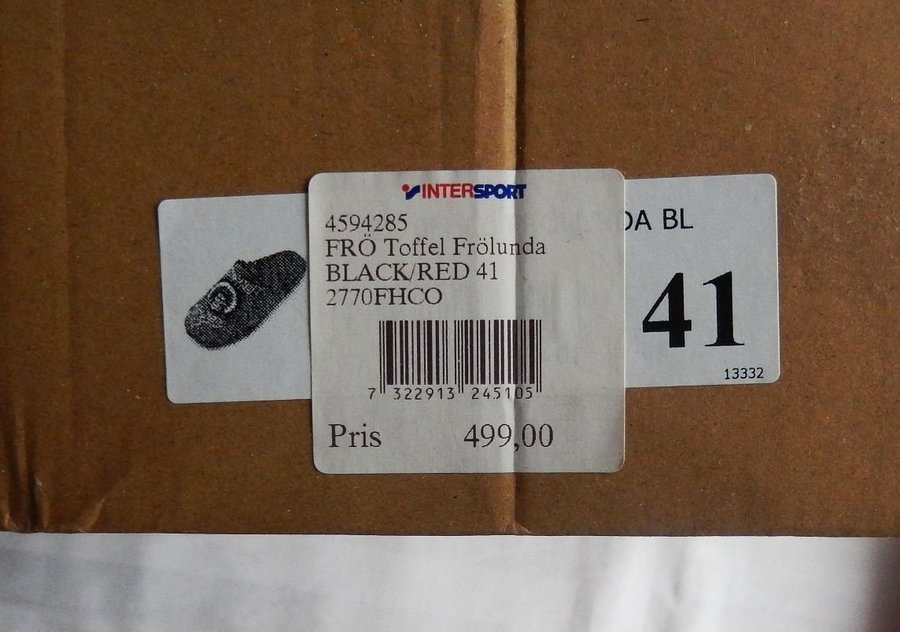 INTERSPORT
4594285
FRÖ Toffel Frölunda
BLACK/RED 41
2770FHCO
7 322913 245105
Pris 499,00
DA BL
41
13332